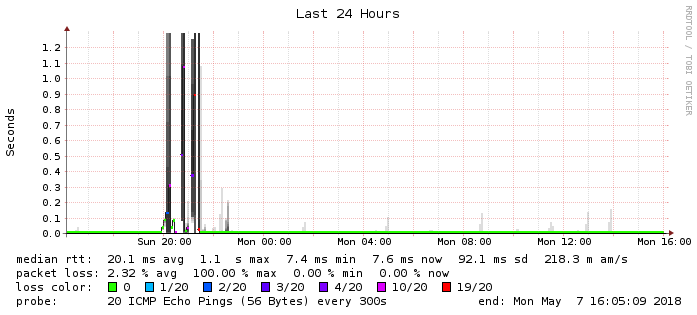 Last 24 Hours
RRDTOOL / TOBI OETIKER
Seconds
1.2
1.1
1.0
0.9
0.8
0.7
0.6
0.5
0.4
0.3
0.2
0.1
0.0
Sun 20:00 Mon 00:00 Mon 04:00 Mon 08:00 Mon 12:00 Mon 16:00
median rtt: 20.1 ms avg 1.1 s max 7.4 ms min 7.6 ms now 92.1 ms sd 218.3 m am/s
packet loss: 2.32 % avg 100.00 % max 0.00 % min 0.00 % now
loss color: 0 1/20 2/20 3/20 4/20 10/20 19/20
probe: 20 ICMP Echo Pings (56 Bytes) every 300s end: Mon May 7 16:05:09 2018